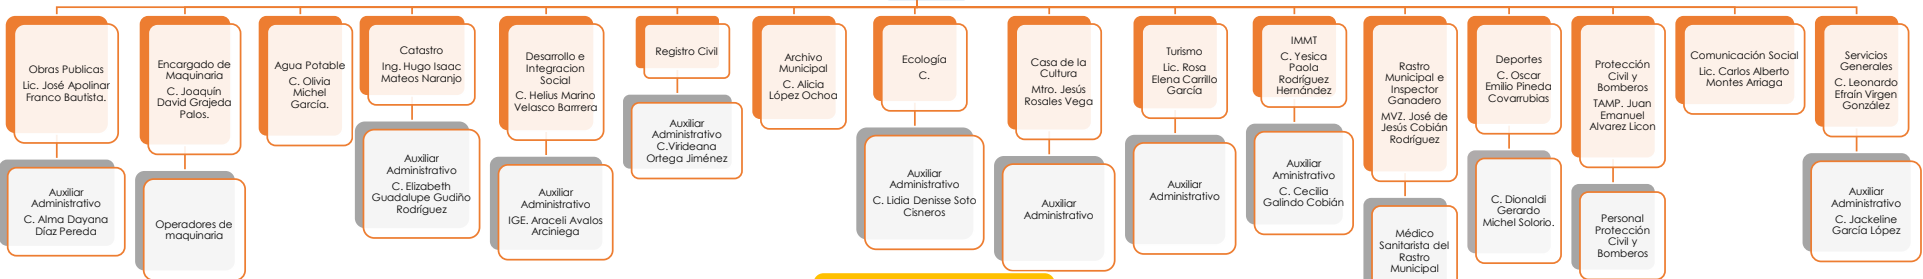 Obras Publicas
Lic. José Apolinar
Franco Bautista.
Auxiliar
Administrativo
C. Alma Dayana
Díaz Pereda
Encargado de
Maquinaria
C. Joaquín
David Grajeda
Palos.
Operadores de
maquinaria
Agua Potable
C. Olivia
Michel
García.
Catastro
Ing. Hugo Isaac
Mateos Naranjo
Auxiliar
Administrativo
C. Elizabeth
Guadalupe Gudiño
Rodríguez
Desarrollo e
Integracion
Social
C. Helius Marino
Velasco Barrrera
Auxiliar
Administrativo
IGE. Araceli Avalos
Arciniega
Registro Civil
Auxiliar
Administrativo
C.Virideana
Ortega Jiménez
Archivo
Municipal
C. Alicia
López Ochoa
Ecología
C.
Auxiliar
Administrativo
C. Lidia Denisse Soto
Cisneros
Casa de la
Cultura
Mtro. Jesús
Rosales Vega
Auxiliar
Administrativo
Turismo
Lic. Rosa
Elena Carrillo
García
Auxiliar
Administrativo
IMMT
C. Yesica
Paola
Rodríguez
Hernández
Auxiliar
Aministrativo
C. Cecilia
Galindo Cobián
Rastro
Municipal e
Inspector
Ganadero
MVZ. José de
Jesús Cobián
Rodríguez
Médico
Sanitarista del
Rastro
Municipal
Deportes
C. Oscar
Emilio Pineda
Covarrubias
C. Dionaldi
Gerardo
Michel Solorio.
Protección
Civil y
Bomberos
TAMP. Juan
Emanuel
Alvarez Licon
Personal
Protección
Civil y
Bomberos
Comunicación Social
Lic. Carlos Alberto
Montes Arriaga
Servicios
Generales
C. Leonardo
Efraín Virgen
González
Auxiliar
Administrativo
C. Jackeline
García López